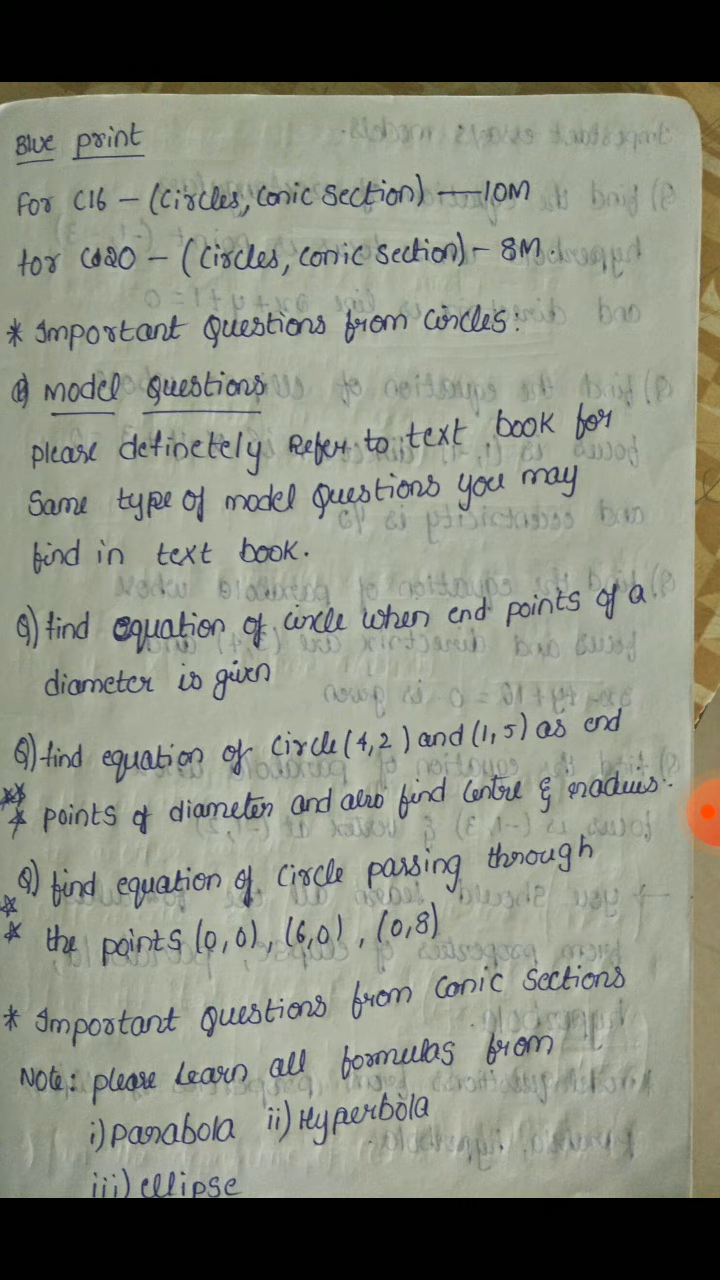 Blue print
For C16 - (Circles, Conic Section) — 10M
for C20 - (Circles, conic section) - 8M.
* Important Questions from circles:
Q) Model Questions
please definetely Refer to text book for
Same type of model Questions you may
find in text book.
Q) find equation of circle when end points of a
diameter is given
Q) find equation of Circle (4,2) and (1,5) as end
points of diameter and also find Centre & raduis.
Q) find equation of Circle passing through
* the points (0,0), (6,0), (0,8)
* Important Questions from Conic Sections
Note: please Learn all formulas from
i) parabola ii) Hyperbola
iii) ellipse